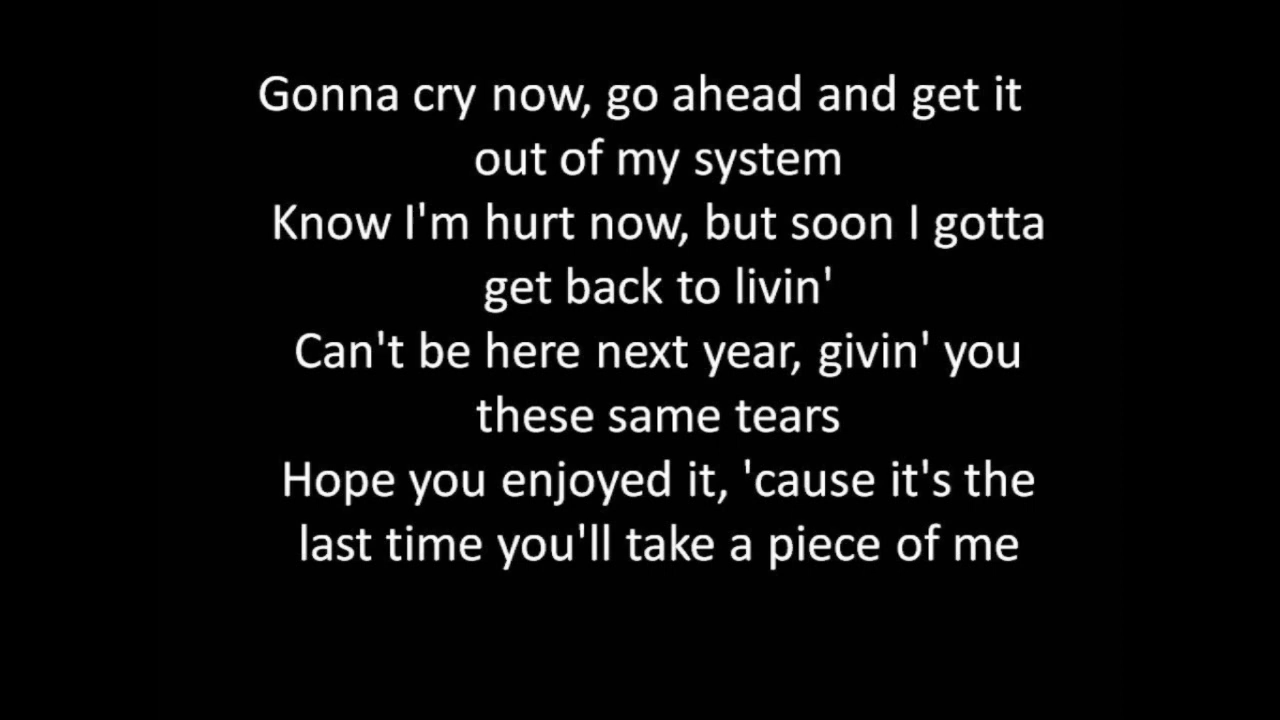 Gonna cry now, go ahead and get it
out of my system
Know I'm hurt now, but soon I gotta
get back to livin'
Can't be here next year, givin' you
these same tears
Hope you enjoyed it, 'cause it's the
last time you'll take a piece of me